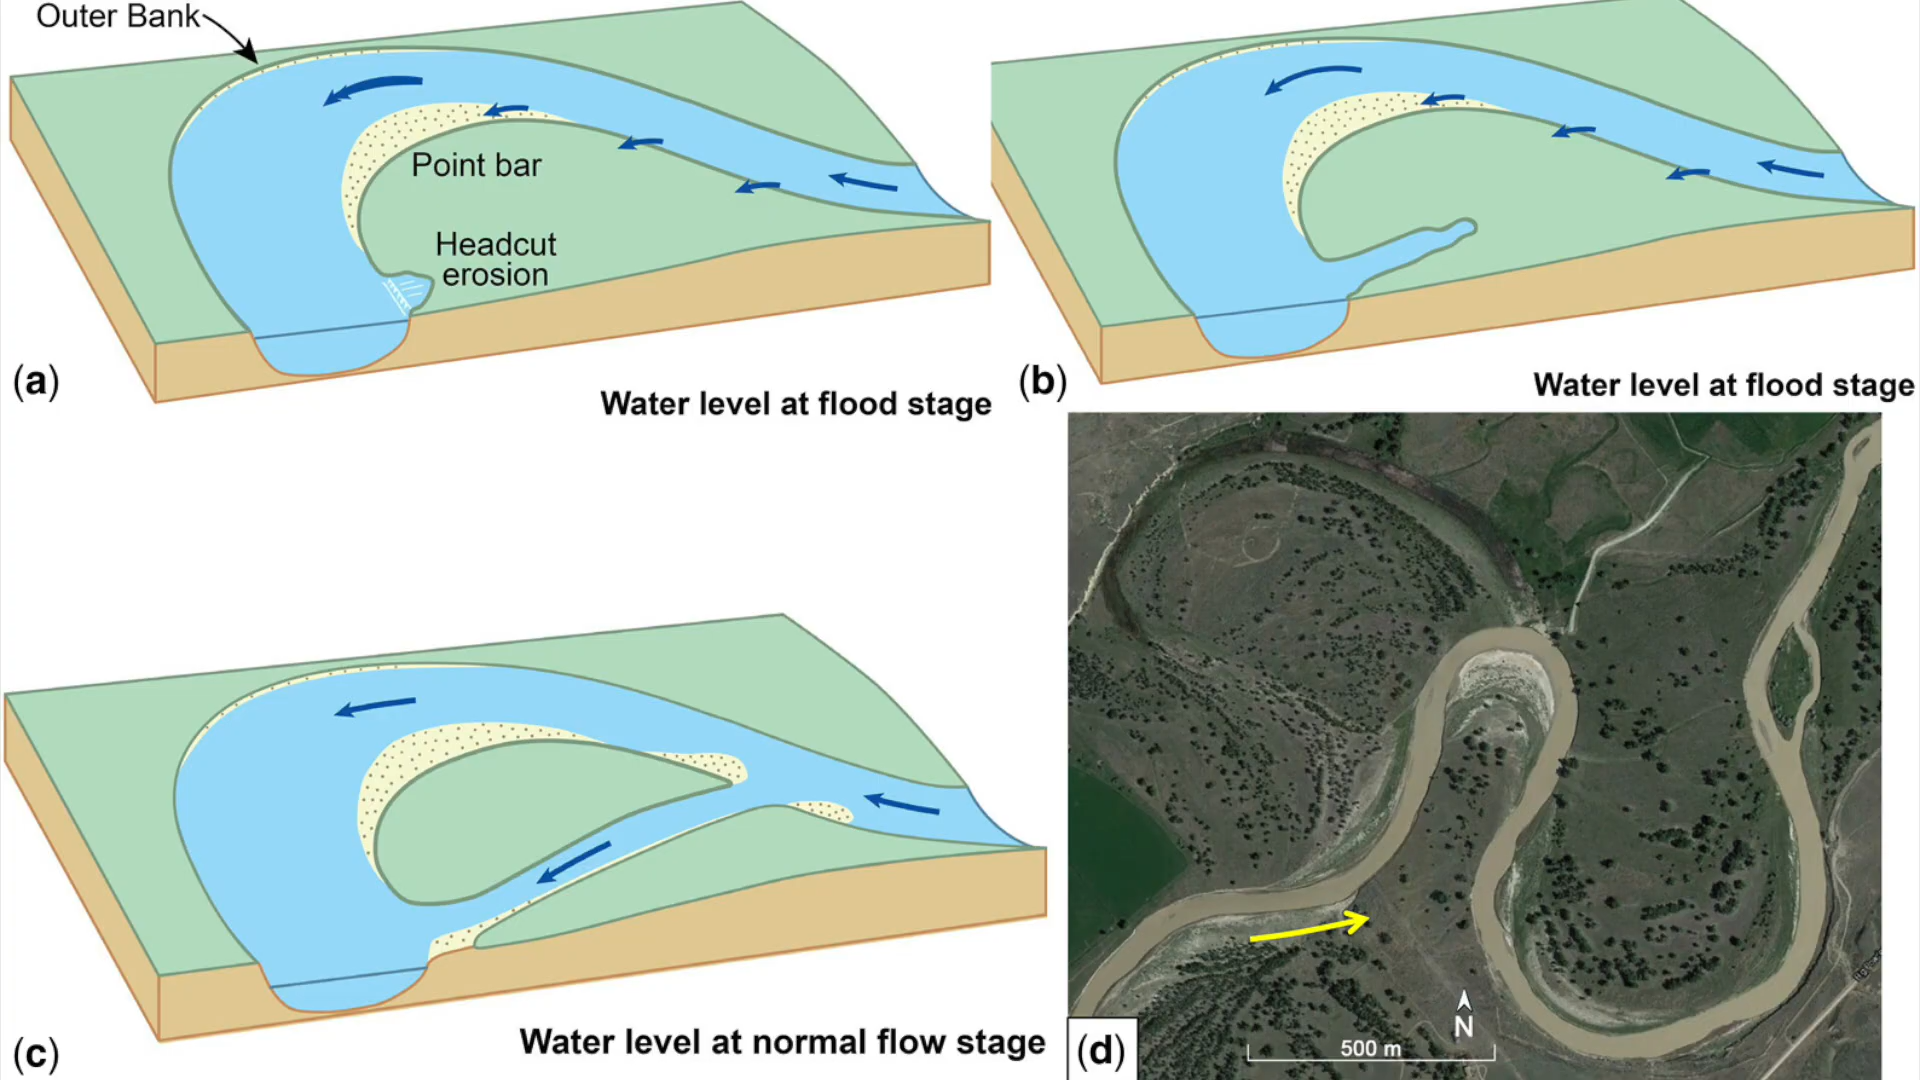 Outer Bank
Point bar
Headcut
erosion
(a)
Water level at flood stage
(b)
Water level at flood stage
(c)
Water level at normal flow stage
N
500 m
(d)